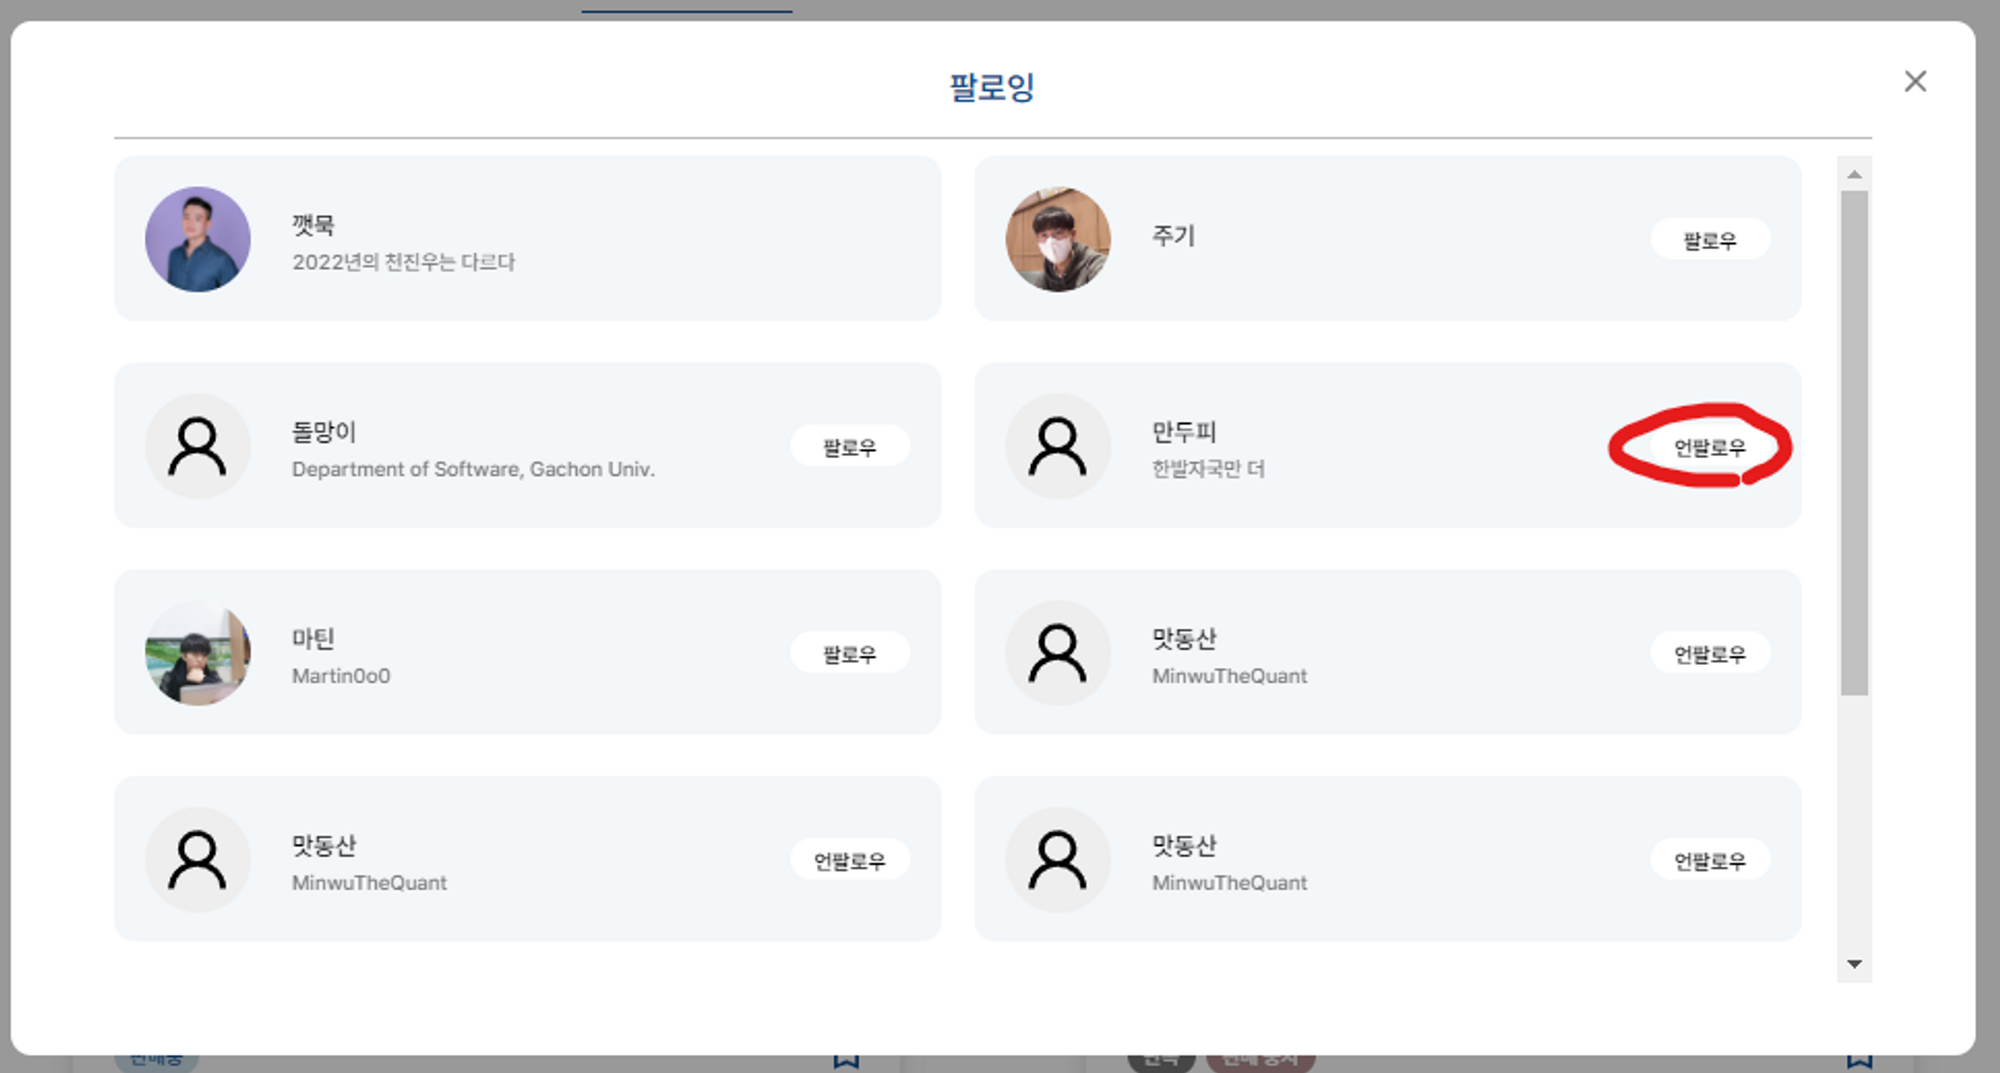 팔로잉
깻묵
2022년의 천진우는 다르다
주기
팔로우
돌망이
Department of Software, Gachon Univ.
팔로우
만두피
한발자국만 더
언팔로우
마틴
Martin0o0
팔로우
맛동산
MinwuTheQuant
언팔로우
맛동산
MinwuTheQuant
언팔로우
맛동산
MinwuTheQuant
언팔로우